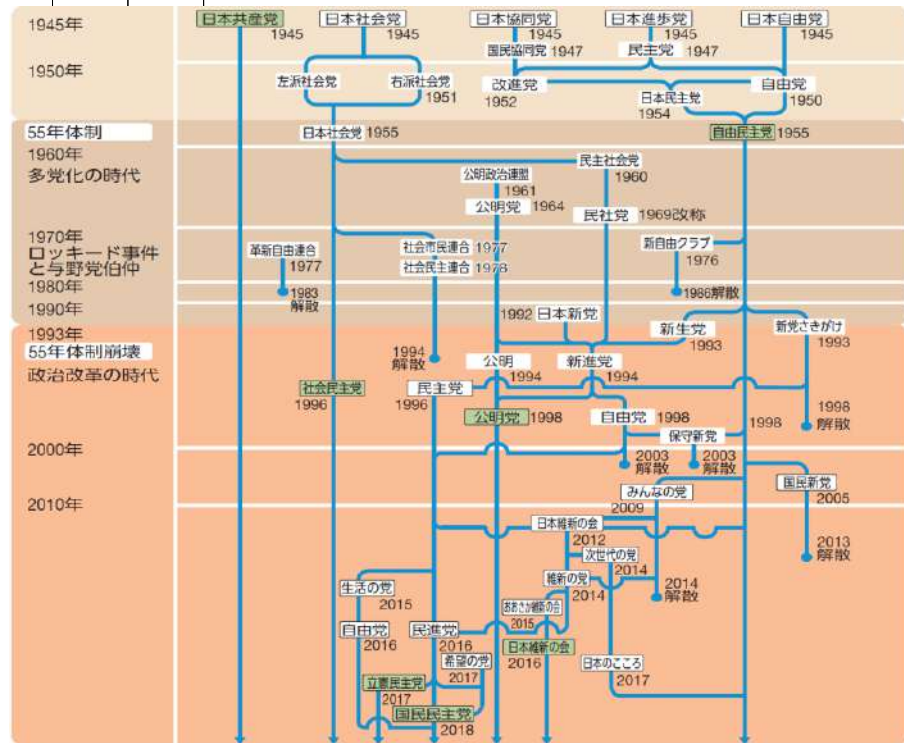 1945年
日本共産党
1945
日本社会党
1945
日本協同党
1945
日本進歩党
1945
日本自由党
1945
国民協同党 1947
民主党 1947
1950年
左派社会党
右派社会党
1951
改進党
1952
日本民主党
1954
自由党
1950
55年体制
日本社会党 1955
自由民主党 1955
1960年
多党化の時代
民主社会党
1960
公明政治連盟
1961
公明党 1964
民社党 1969改称
1970年
ロッキード事件
と与野党伯仲
革新自由連合
1977
社会市民連合 1977
社会民主連合 1978
新自由クラブ
1976
1980年
1983
解散
1986解散
1990年
1992 日本新党
新生党
1993
新党さきがけ
1993
1993年
55年体制崩壊
政治改革の時代
1994
解散
公明
1994
新進党
1994
社会民主党
1996
民主党
1996
公明党 1998
自由党 1998
保守新党
1998
1998
解散
2000年
2003
解散
2003
解散
国民新党
2005
みんなの党
2009
2010年
日本維新の会
2012
2013
解散
次世代の党
2014
維新の党
2014
2014
解散
生活の党
2015
おおさか維新の会
2015
自由党
2016
民進党
2016
日本維新の会
2016
希望の党
2017
日本のこころ
2017
立憲民主党
2017
国民民主党
2018